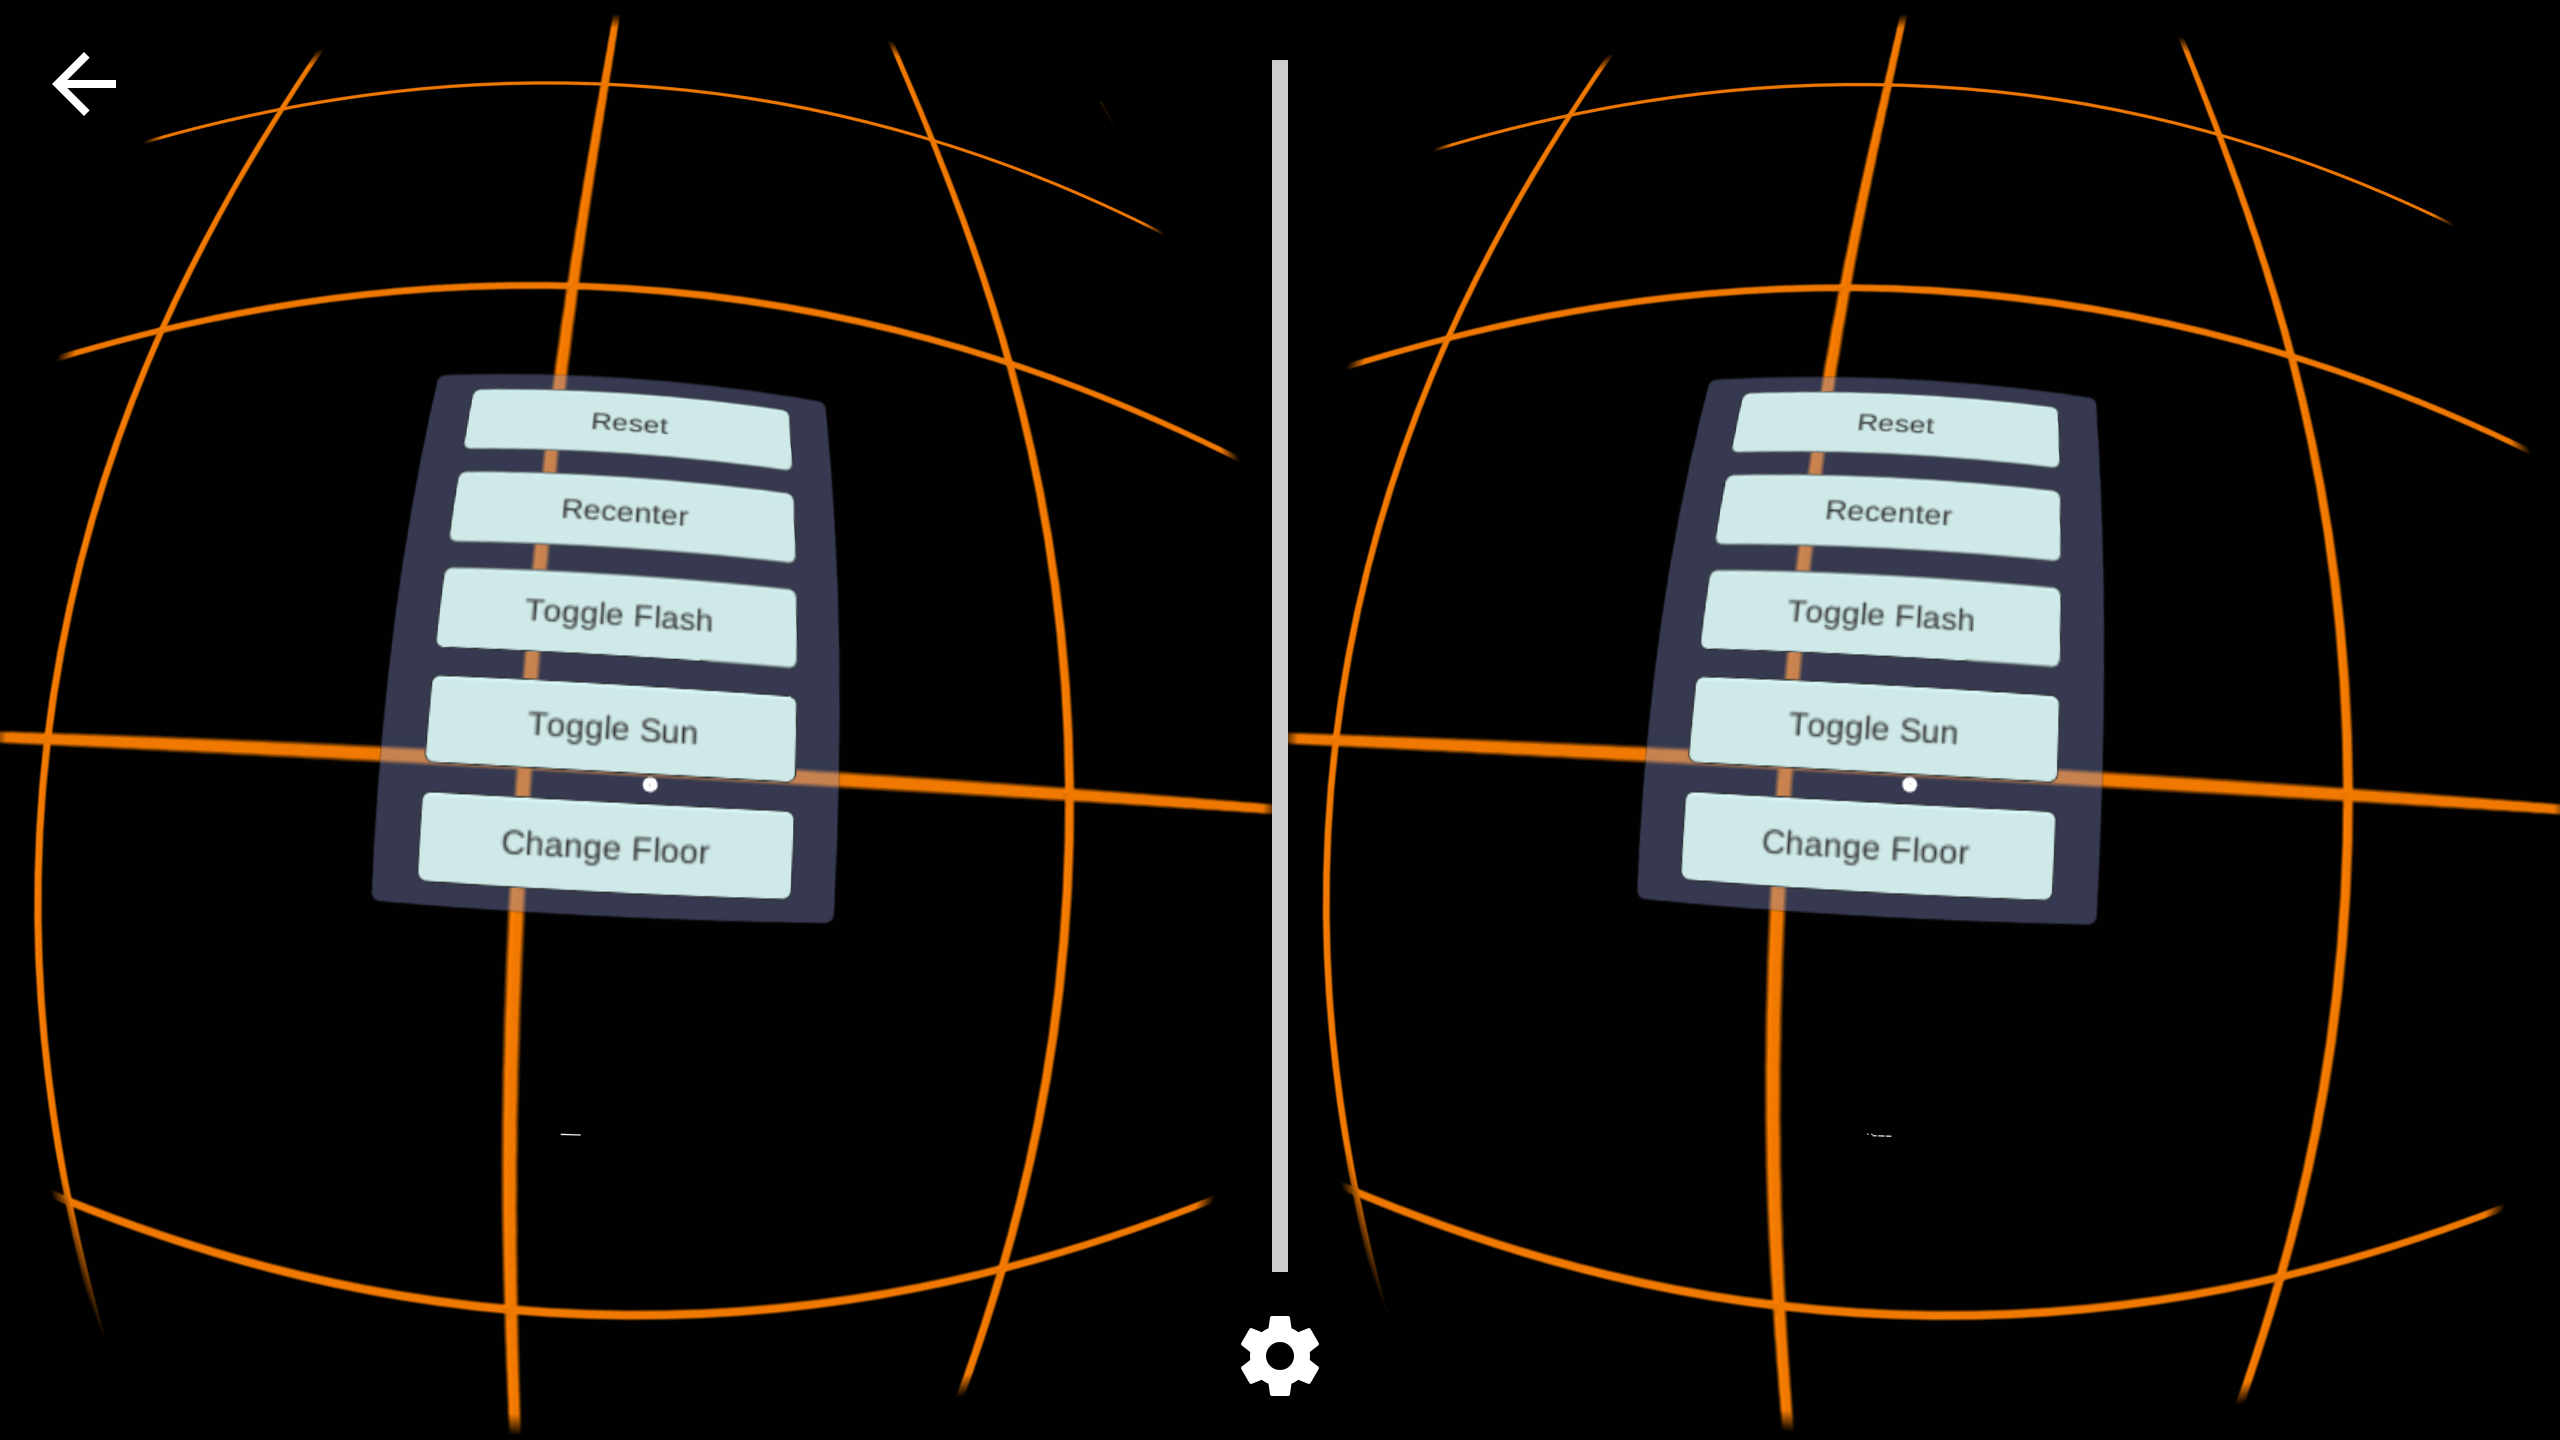 Reset
Recenter
Toggle Flash
Toggle Sun
Change Floor
Reset
Recenter
Toggle Flash
Toggle Sun
Change Floor